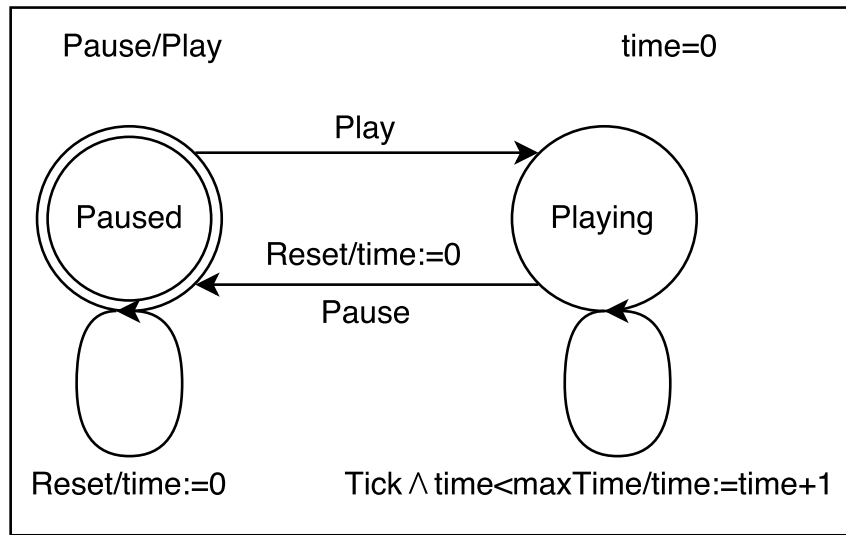 Pause/Play
time=0
Play
Paused
Playing
Reset/time:=0
Pause
Reset/time:=0
Tick ∧ time<maxTime/time:=time+1